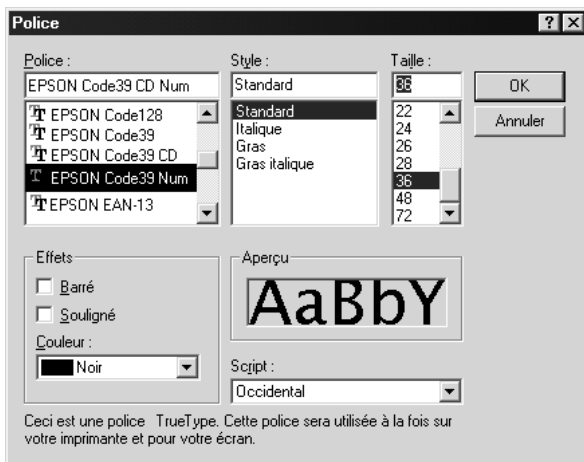 Police
Police :
EPSON Code39 CD Num
EPSON Code128
EPSON Code39
EPSON Code39 CD
EPSON Code39 Num
EPSON EAN-13
Style :
Standard
Standard
Italique
Gras
Gras italique
Taille :
36
22
24
26
28
36
48
72
OK
Annuler
Effets
Barré
Souligné
Couleur :
Noir
Aperçu
AaBbY
Script :
Occidental
Ceci est une police TrueType. Cette police sera utilisée à la fois sur
votre imprimante et pour votre écran.